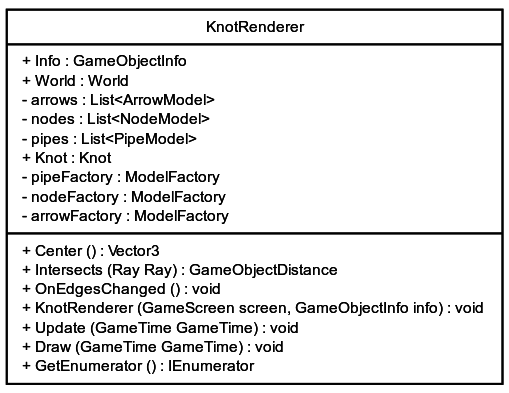 KnotRenderer
+ Info : GameObjectInfo
+ World : World
- arrows : List<ArrowModel>
- nodes : List<NodeModel>
- pipes : List<PipeModel>
+ Knot : Knot
- pipeFactory : ModelFactory
- nodeFactory : ModelFactory
- arrowFactory : ModelFactory
+ Center () : Vector3
+ Intersects (Ray Ray) : GameObjectDistance
+ OnEdgesChanged () : void
+ KnotRenderer (GameScreen screen, GameObjectInfo info) : void
+ Update (GameTime GameTime) : void
+ Draw (GameTime GameTime) : void
+ GetEnumerator () : IEnumerator